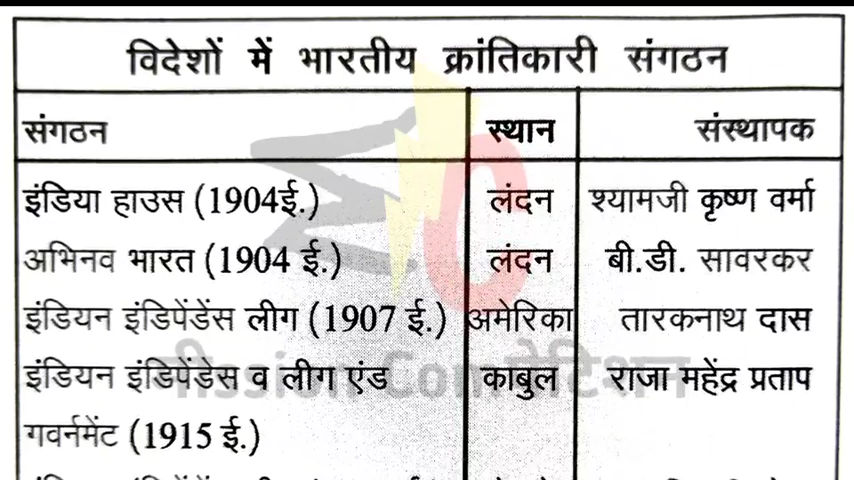 विदेशों में भारतीय क्रांतिकारी संगठन
संगठन स्थान संस्थापक
इंडिया हाउस (1904ई.) लंदन श्यामजी कृष्ण वर्मा
अभिनव भारत (1904 ई.) लंदन बी.डी. सावरकर
इंडियन इंडिपेंडेंस लीग (1907 ई.) अमेरिका तारकनाथ दास
इंडियन इंडिपेंडेस व लीग एंड काबुल राजा महेंद्र प्रताप
गवर्नमेंट (1915 ई.)